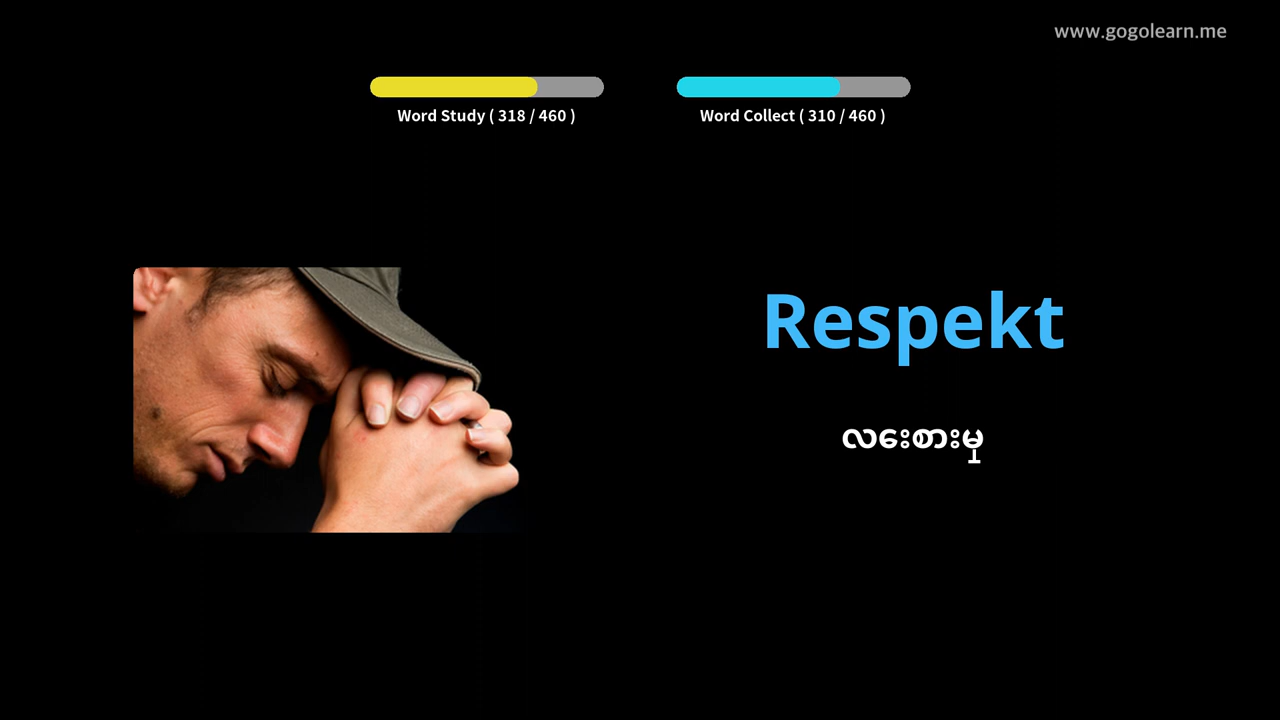 www.gogolearn.me
Word Study ( 318 / 460 )
Word Collect ( 310 / 460 )
Respekt
လေးစားမှု